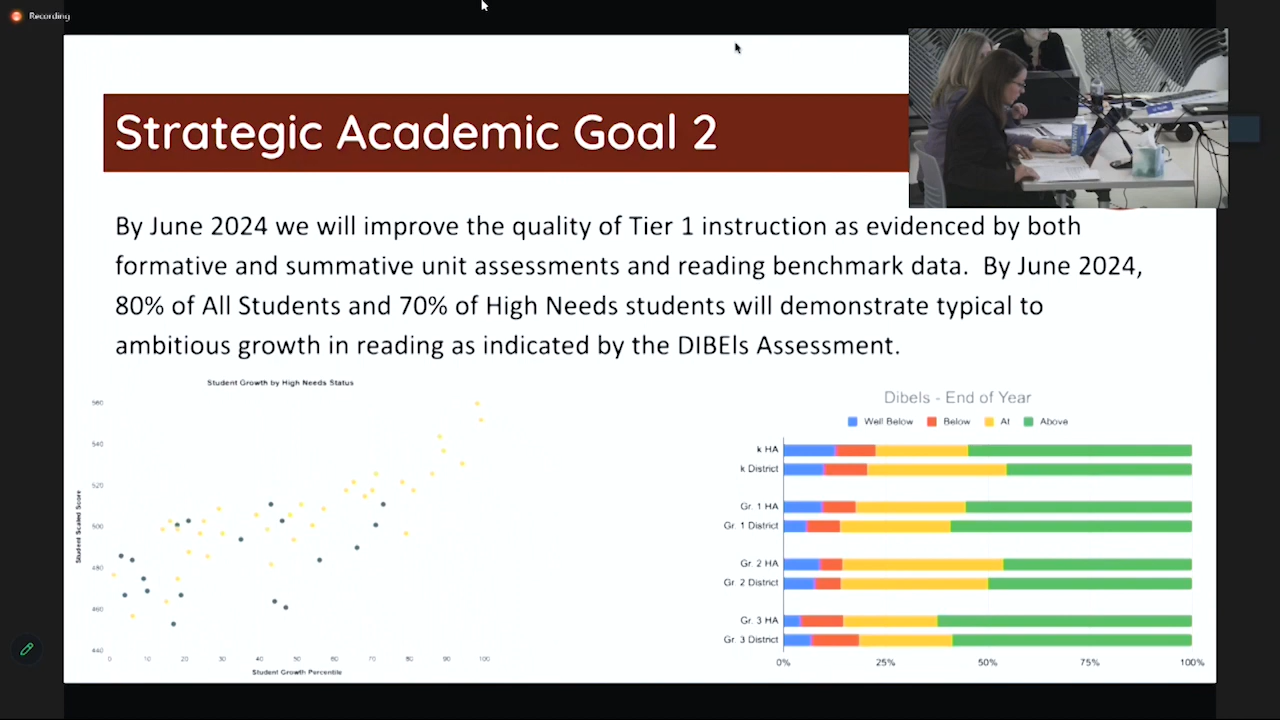 Recording
Strategic Academic Goal 2
By June 2024 we will improve the quality of Tier 1 instruction as evidenced by both
formative and summative unit assessments and reading benchmark data. By June 2024,
80% of All Students and 70% of High Needs students will demonstrate typical to
ambitious growth in reading as indicated by the DIBEls Assessment.
Student Growth by High Needs Status
Student Scaled Score
560
540
520
500
480
460
440
0 10 20 30 40 50 60 70 80 90 100
Student Growth Percentile
Dibels - End of Year
Well Below Below At Above
k HA
k District
Gr. 1 HA
Gr. 1 District
Gr. 2 HA
Gr. 2 District
Gr. 3 HA
Gr. 3 District
0% 25% 50% 75% 100%